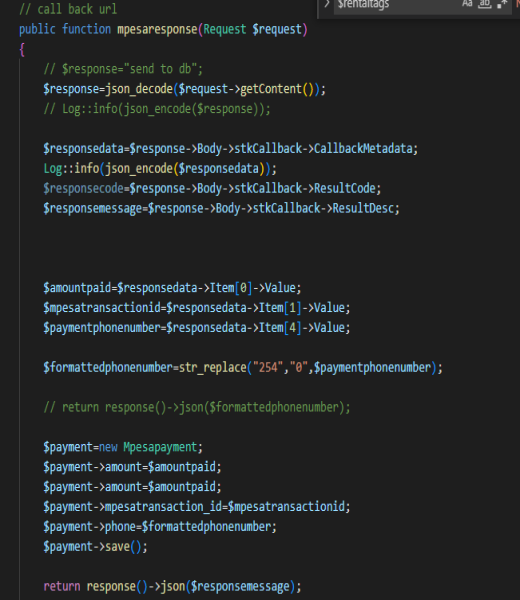 // call back url
$rentaltags
Aa ab
public function mpesaresponse(Request $request)
{
// $response="send to db";
$response=json_decode($request->getContent());
// Log::info(json_encode($response));
$responsedata=$response->Body->stkCallback->CallbackMetadata;
Log::info(json_encode($responsedata));
$responsecode=$response->Body->stkCallback->ResultCode;
$responsemessage=$response->Body->stkCallback->ResultDesc;
$amountpaid=$responsedata->Item[0]->Value;
$mpesatransactionid=$responsedata->Item[1]->Value;
$paymentphonenumber=$responsedata->Item[4]->Value;
$formattedphonenumber=str_replace("254","0",$paymentphonenumber);
// return response()->json($formattedphonenumber);
$payment=new Mpesapayment;
$payment->amount=$amountpaid;
$payment->amount=$amountpaid;
$payment->mpesatransaction_id=$mpesatransactionid;
$payment->phone=$formattedphonenumber;
$payment->save();
return response()->json($responsemessage);